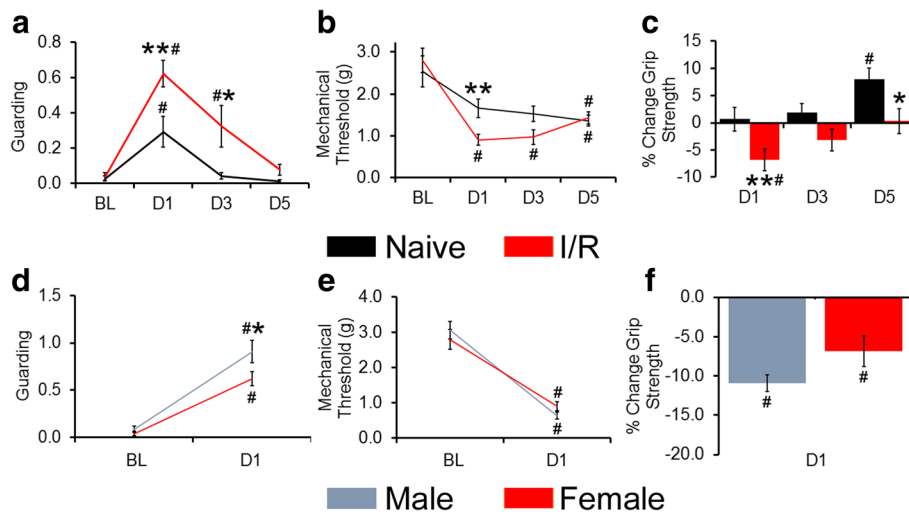 a
Guarding
0.8
0.6
0.4
0.2
0.0
**#
#
#*
BL D1 D3 D5
b
Mechanical
Threshold (g)
3.0
2.0
1.0
0.0
**
#
#
#
#
BL D1 D3 D5
c
% Change Grip
Strength
15
10
5
0
-5
-10
#
*
**#
D1 D3 D5
Naive I/R
d
Guarding
1.5
1.0
0.5
0.0
#*
#
BL D1
e
Mechanical
Threshold (g)
4.0
3.0
2.0
1.0
0.0
#
#
BL D1
f
% Change Grip
Strength
0.0
-5.0
-10.0
-15.0
-20.0
#
#
D1
Male Female